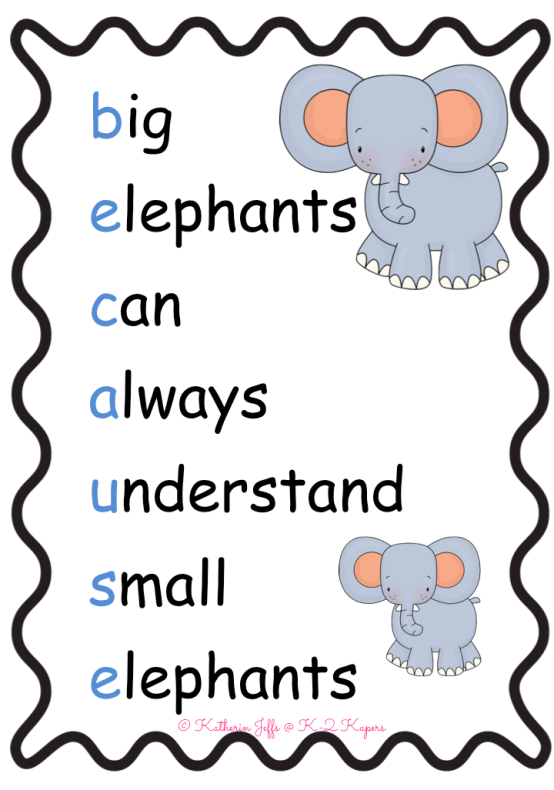 big
elephants
can
always
understand
small
elephants
© Katherin Jeffs @ K-2 Kapers